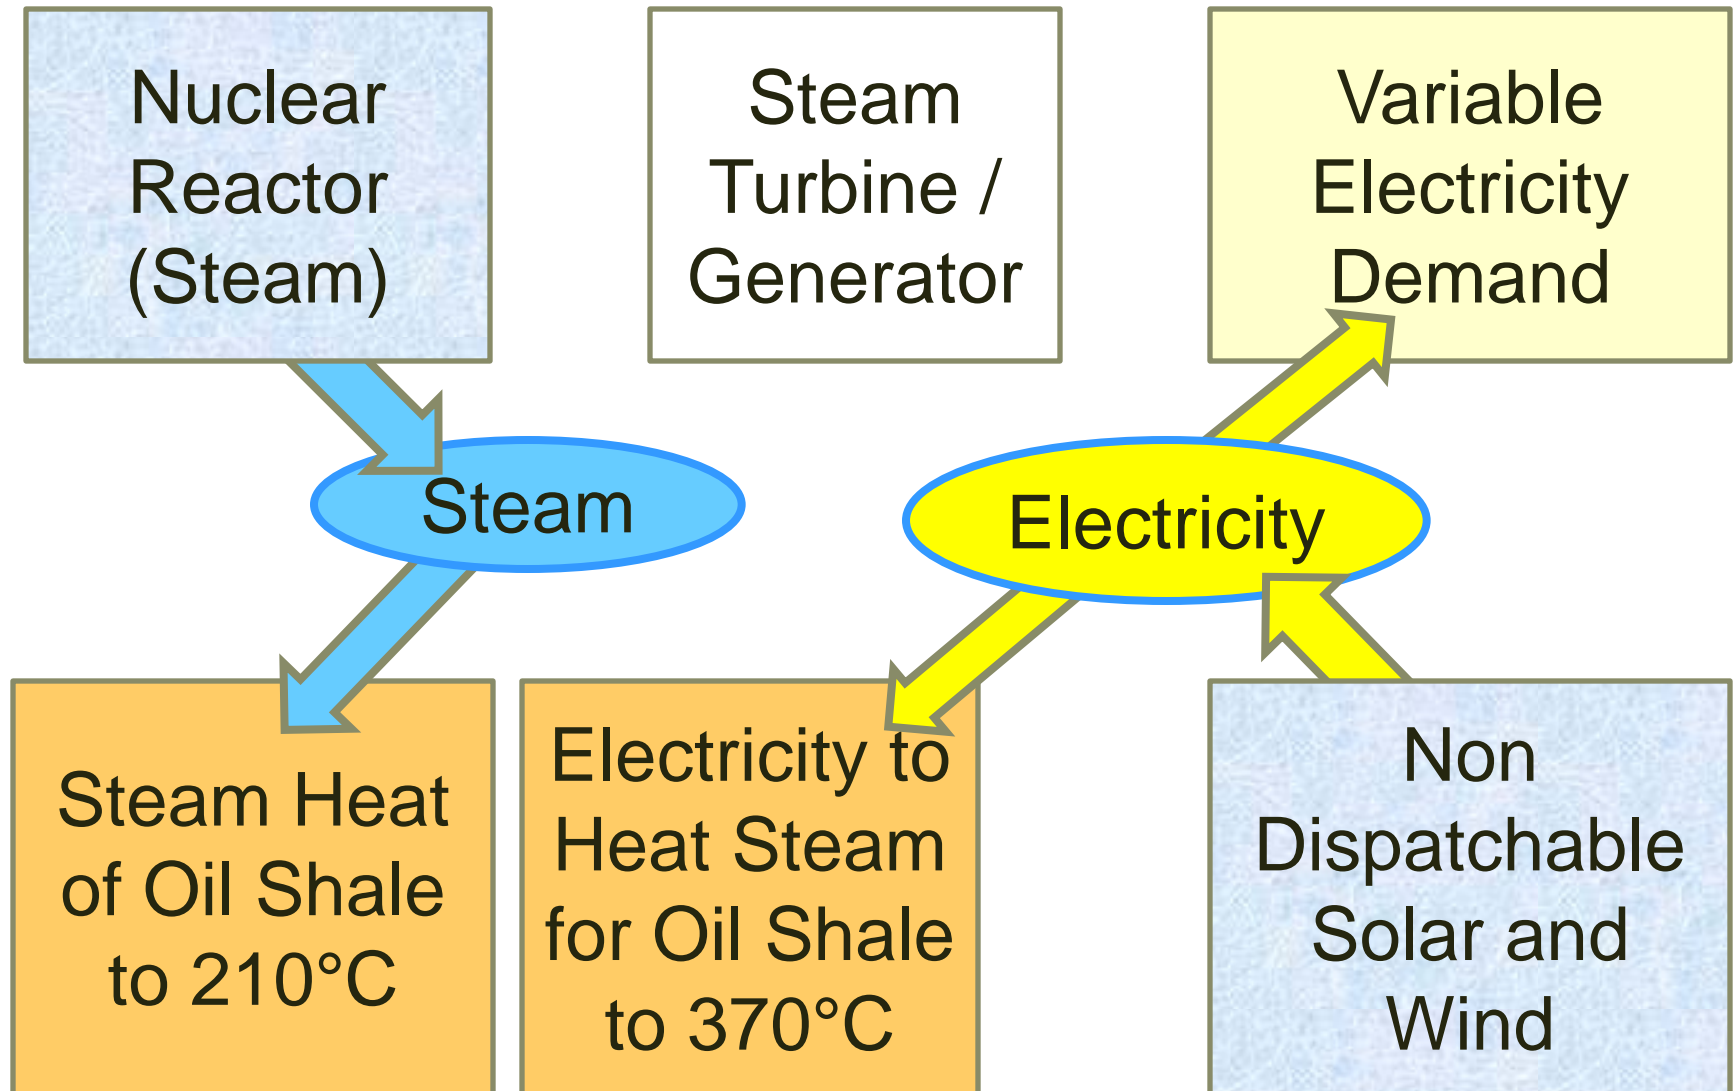 Nuclear
Reactor
(Steam)
Steam
Turbine /
Generator
Variable
Electricity
Demand
Steam
Electricity
Steam Heat
of Oil Shale
to 210°C
Electricity to
Heat Steam
for Oil Shale
to 370°C
Non
Dispatchable
Solar and
Wind